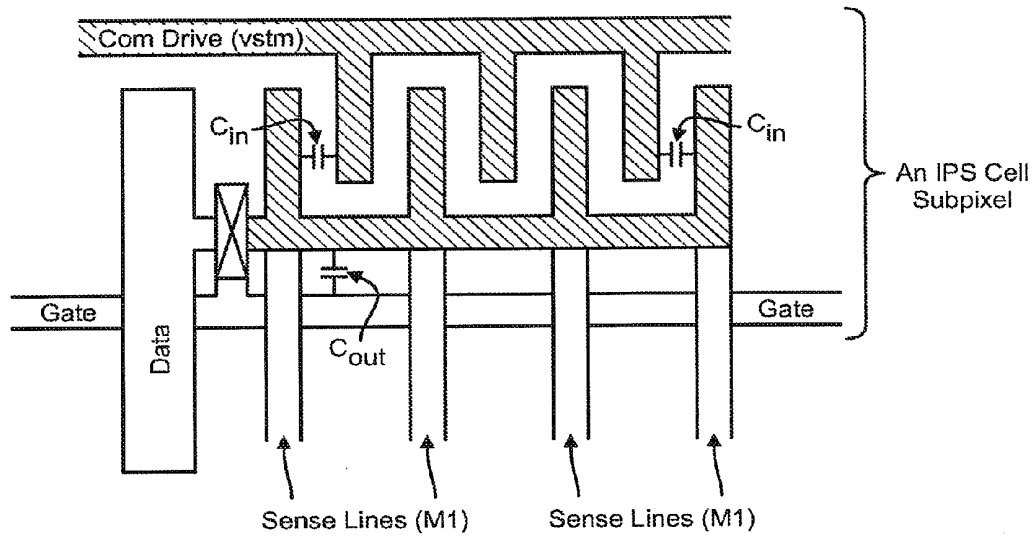 Com Drive (vstm)
C_in
C_in
An IPS Cell
Subpixel
Gate
Gate
Data
C_out
Sense Lines (M1)
Sense Lines (M1)